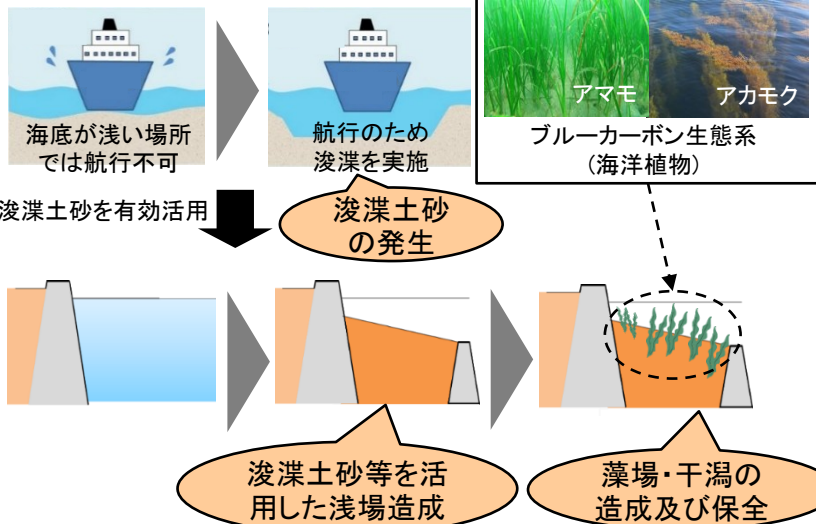 アマモ
アカモク
ブルーカーボン生態系
(海洋植物)
海底が浅い場所
では航行不可
航行のため
浚渫を実施
浚渫土砂を有効活用
浚渫土砂
の発生
浚渫土砂等を活
用した浅場造成
藻場・干潟の
造成及び保全